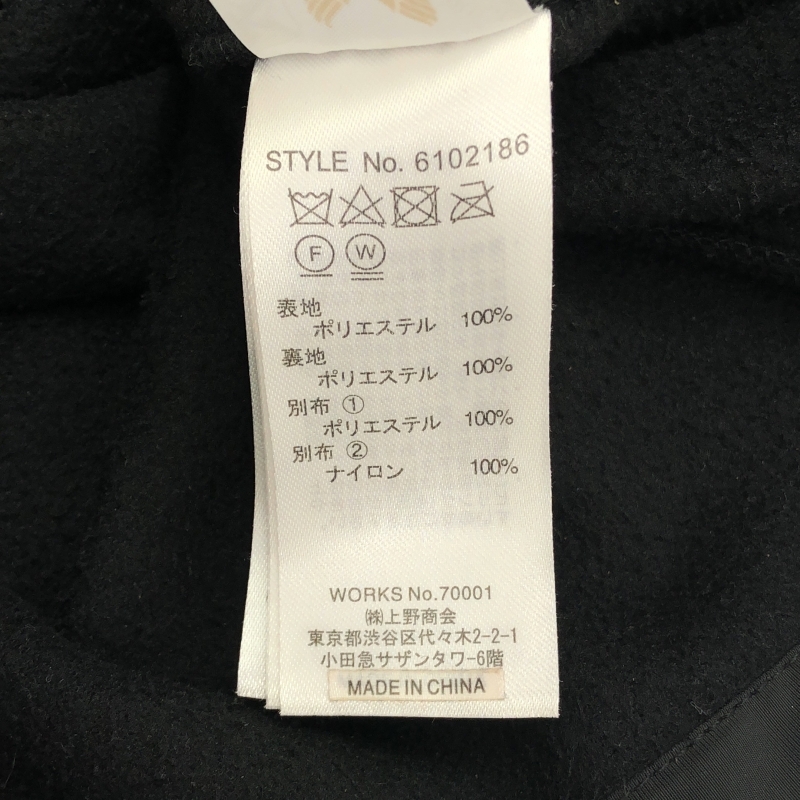 STYLE No. 6102186
F W
表地
ポリエステル 100%
裏地
ポリエステル 100%
別布 ①
ポリエステル 100%
別布 ②
ナイロン 100%
WORKS No.70001
㈱上野商会
東京都渋谷区代々木2-2-1
小田急サザンタワー6階
MADE IN CHINA